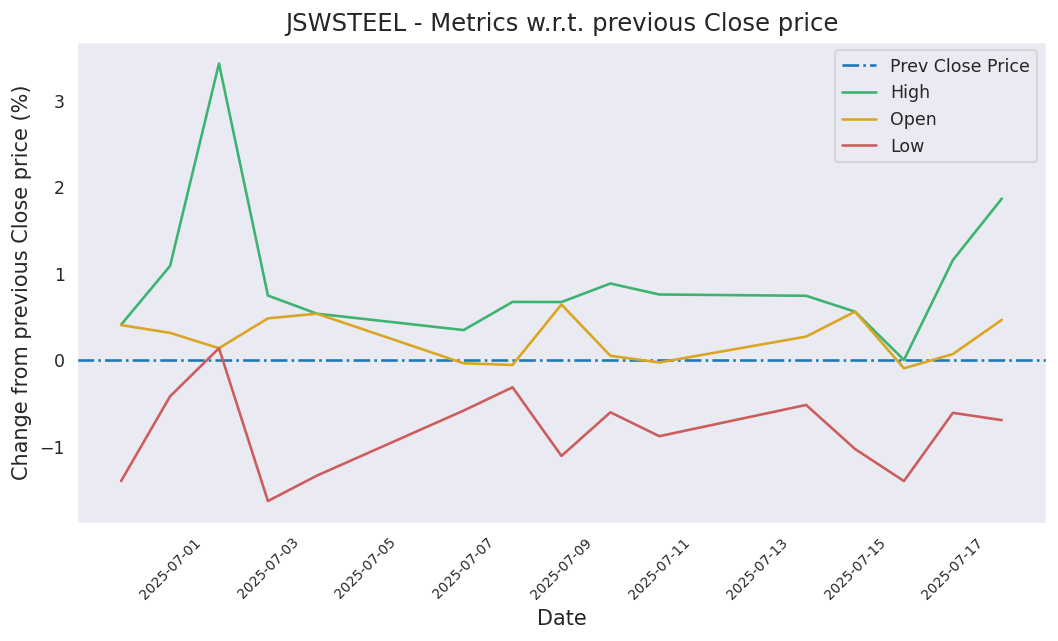 JSWSTEEL - Metrics w.r.t. previous Close price
Change from previous Close price (%)
3
2
1
0
−1
Prev Close Price
High
Open
Low
2025-07-01
2025-07-03
2025-07-05
2025-07-07
2025-07-09
2025-07-11
2025-07-13
2025-07-15
2025-07-17
Date